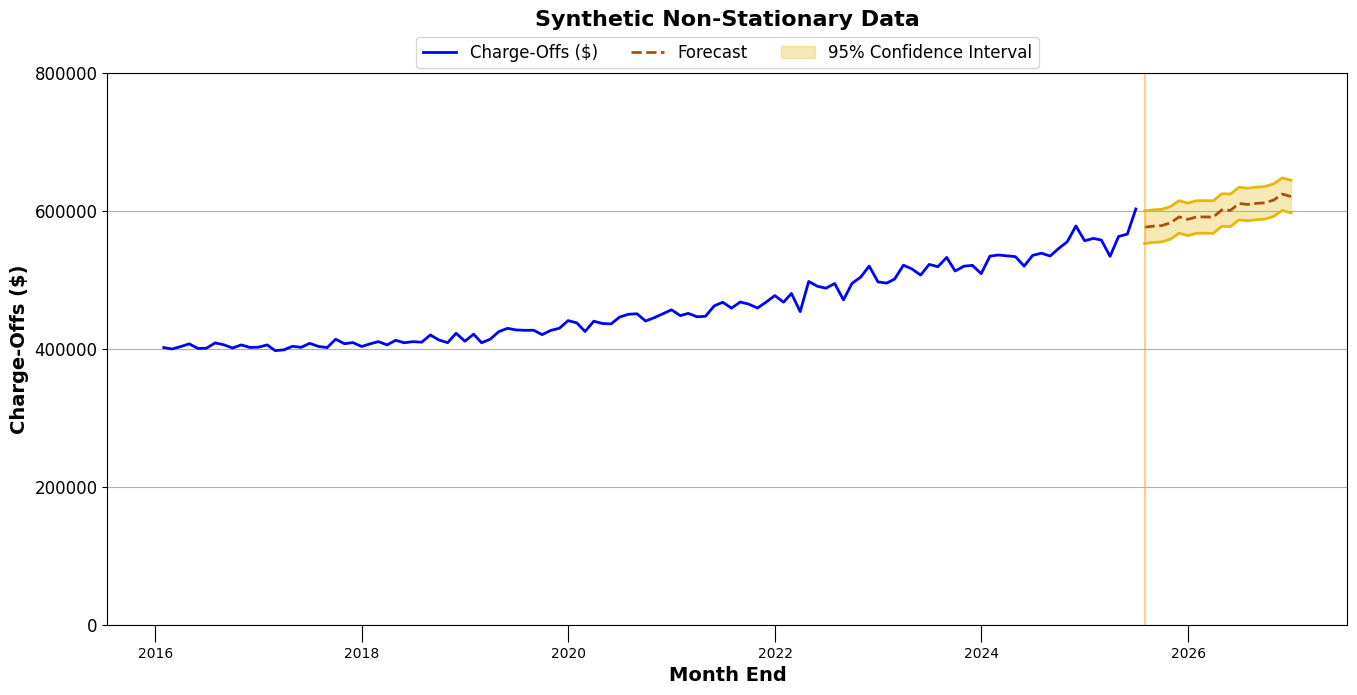 Synthetic Non-Stationary Data
Charge-Offs ($) Forecast 95% Confidence Interval
800000
600000
400000
200000
0
Charge-Offs ($)
2016 2018 2020 2022 2024 2026
Month End